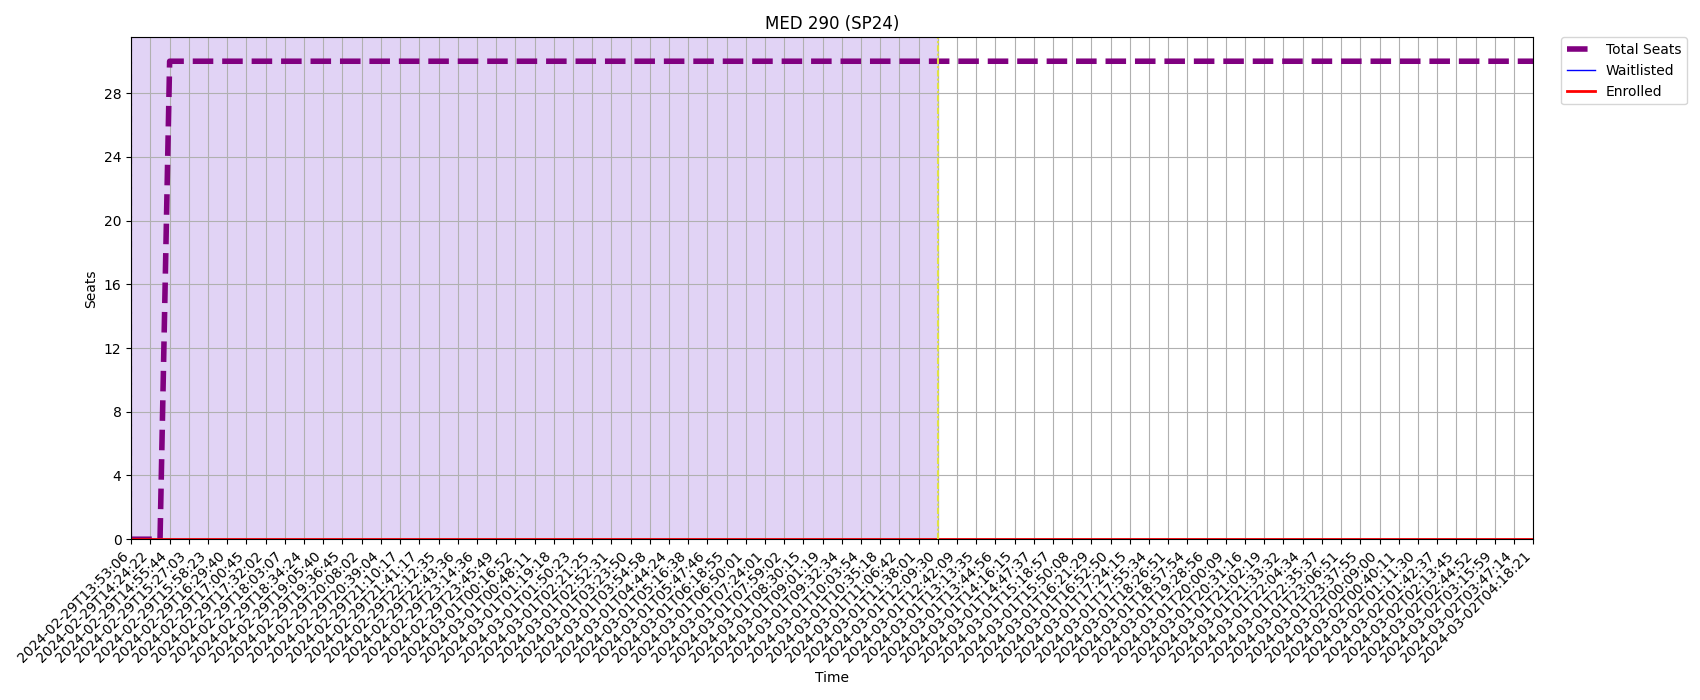 MED 290 (SP24)
Total Seats
Waitlisted
Enrolled
Seats
28
24
20
16
12
8
4
0
2024-02-29T13:53:06
2024-02-29T14:24:22
2024-02-29T14:55:44
2024-02-29T15:27:03
2024-02-29T15:58:23
2024-02-29T16:29:40
2024-02-29T17:00:45
2024-02-29T17:32:02
2024-02-29T18:03:07
2024-02-29T18:34:24
2024-02-29T19:05:40
2024-02-29T19:36:45
2024-02-29T20:08:02
2024-02-29T20:39:04
2024-02-29T21:10:17
2024-02-29T21:41:17
2024-02-29T22:12:35
2024-02-29T22:43:36
2024-02-29T23:14:36
2024-02-29T23:45:49
2024-03-01T00:16:52
2024-03-01T00:48:11
2024-03-01T01:19:18
2024-03-01T01:50:23
2024-03-01T02:21:25
2024-03-01T02:52:31
2024-03-01T03:23:50
2024-03-01T03:54:58
2024-03-01T04:44:24
2024-03-01T05:16:38
2024-03-01T05:47:46
2024-03-01T06:18:55
2024-03-01T06:50:01
2024-03-01T07:24:01
2024-03-01T07:59:02
2024-03-01T08:30:15
2024-03-01T09:01:19
2024-03-01T09:32:34
2024-03-01T10:03:54
2024-03-01T10:35:18
2024-03-01T11:06:42
2024-03-01T11:38:01
2024-03-01T12:09:30
2024-03-01T12:42:09
2024-03-01T13:13:35
2024-03-01T13:44:56
2024-03-01T14:16:15
2024-03-01T14:47:37
2024-03-01T15:18:57
2024-03-01T15:50:08
2024-03-01T16:21:29
2024-03-01T16:52:50
2024-03-01T17:24:15
2024-03-01T17:55:34
2024-03-01T18:26:51
2024-03-01T18:57:54
2024-03-01T19:28:56
2024-03-01T20:00:09
2024-03-01T20:31:16
2024-03-01T21:02:19
2024-03-01T21:33:32
2024-03-01T22:04:34
2024-03-01T22:35:37
2024-03-01T23:06:51
2024-03-01T23:37:55
2024-03-02T00:09:00
2024-03-02T00:40:11
2024-03-02T01:11:30
2024-03-02T01:42:37
2024-03-02T02:13:45
2024-03-02T02:44:52
2024-03-02T03:15:59
2024-03-02T03:47:14
2024-03-02T04:18:21
Time